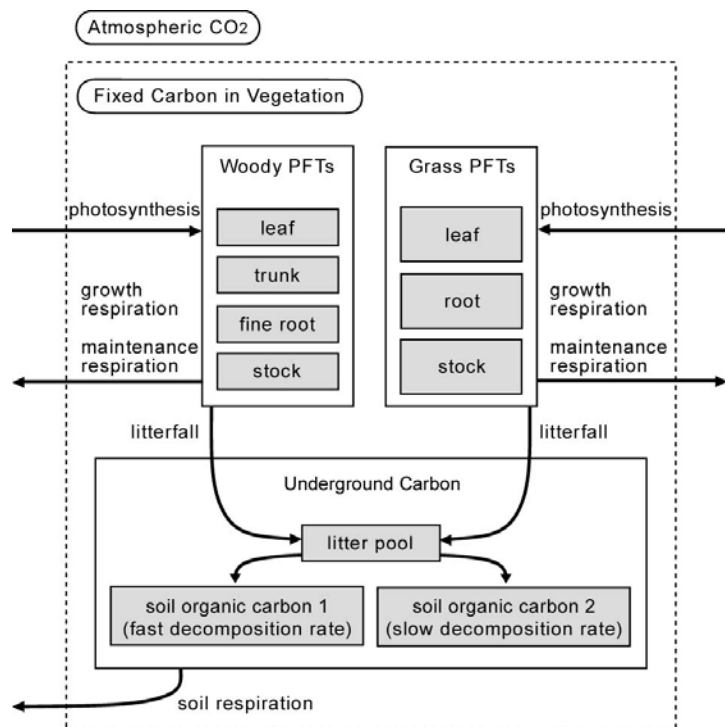 Atmospheric CO2
Fixed Carbon in Vegetation
Woody PFTs
Grass PFTs
photosynthesis
photosynthesis
leaf
leaf
trunk
growth
respiration
root
growth
respiration
fine root
maintenance
respiration
stock
stock
maintenance
respiration
litterfall
litterfall
Underground Carbon
litter pool
soil organic carbon 1
(fast decomposition rate)
soil organic carbon 2
(slow decomposition rate)
soil respiration